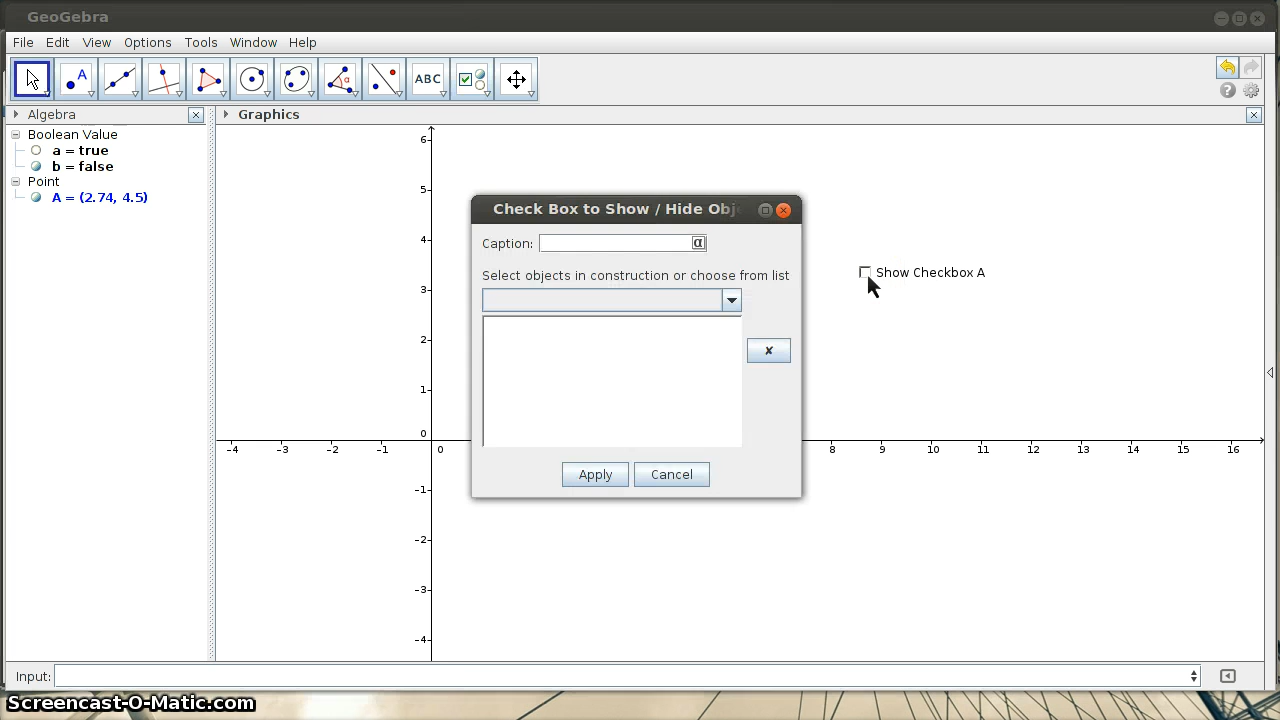 GeoGebra
File Edit View Options Tools Window Help
A
α
ABC
?
Algebra
Graphics
Boolean Value
a = true
b = false
Point
A = (2.74, 4.5)
6
5
4
3
2
1
0
-1
-2
-3
-4
-4 -3 -2 -1 0 8 9 10 11 12 13 14 15 16
Check Box to Show / Hide Obj
Caption: α
Select objects in construction or choose from list
✘
Apply Cancel
Show Checkbox A
Input:
Screencast-O-Matic.com